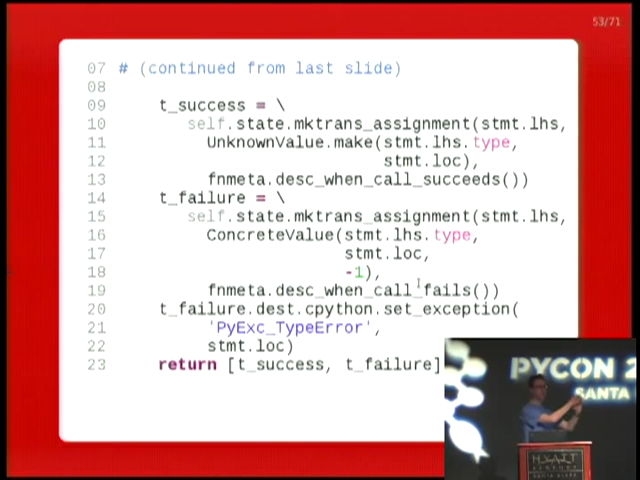 53/71
07 # (continued from last slide)
08
09 t_success = \
10 self.state.mktrans_assignment(stmt.lhs,
11 UnknownValue.make(stmt.lhs.type,
12 stmt.loc),
13 fnmeta.desc_when_call_succeeds())
14 t_failure = \
15 self.state.mktrans_assignment(stmt.lhs,
16 ConcreteValue(stmt.lhs.type,
17 stmt.loc,
18 -1),
19 fnmeta.desc_when_call_fails())
20 t_failure.dest.cpython.set_exception(
21 'PyExc_TypeError',
22 stmt.loc)
23 return [t_success, t_failure]
PYCON 2
SANTA
HYATT